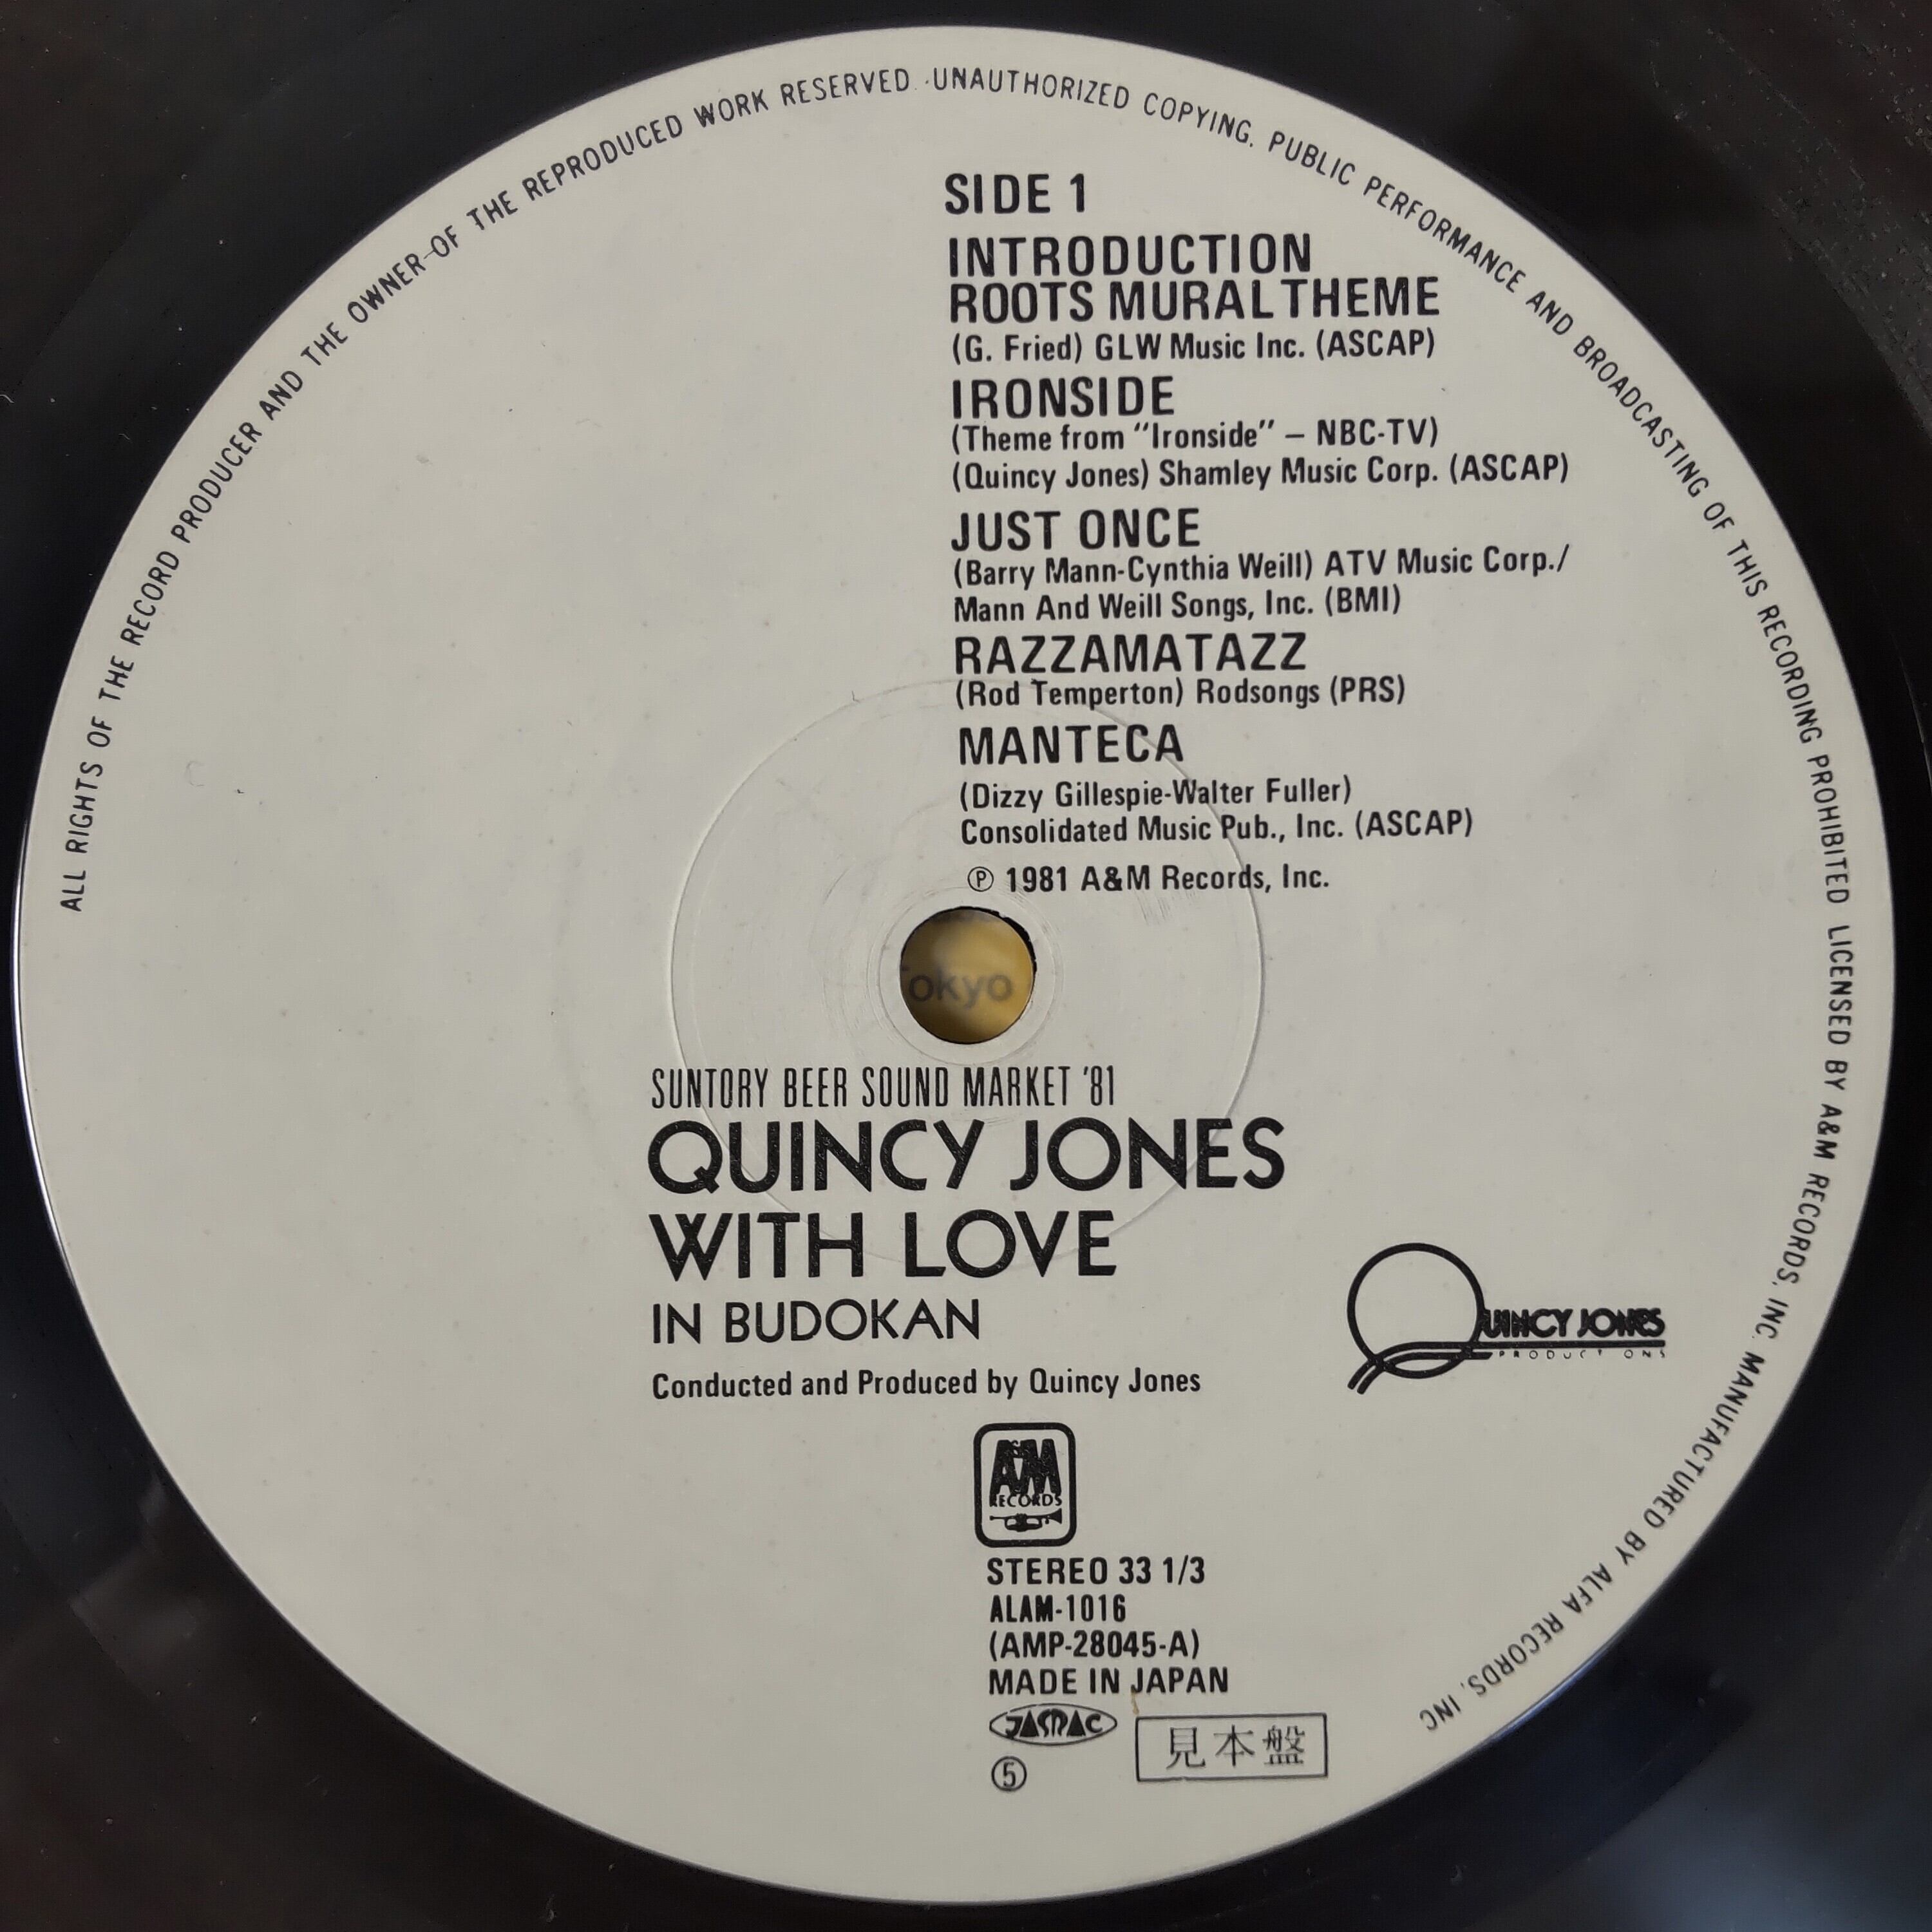 ALL RIGHTS OF THE RECORD PRODUCER AND THE OWNER OF THE REPRODUCED WORK RESERVED. UNAUTHORIZED COPYING, PUBLIC PERFORMANCE AND BROADCASTING OF THIS RECORDING PROHIBITED LICENSED BY A&M RECORDS, INC. MANUFACTURED BY ALFA RECORDS, INC
SIDE 1
INTRODUCTION
ROOTS MURAL THEME
(G. Fried) GLW Music Inc. (ASCAP)
IRONSIDE
(Theme from "Ironside" – NBC-TV)
(Quincy Jones) Shamley Music Corp. (ASCAP)
JUST ONCE
(Barry Mann-Cynthia Weill) ATV Music Corp./
Mann And Weill Songs, Inc. (BMI)
RAZZAMATAZZ
(Rod Temperton) Rodsongs (PRS)
MANTECA
(Dizzy Gillespie-Walter Fuller)
Consolidated Music Pub., Inc. (ASCAP)
Ⓟ 1981 A&M Records, Inc.
okyo
SUNTORY BEER SOUND MARKET '81
QUINCY JONES
WITH LOVE
IN BUDOKAN
QUINCY JONES
PRODUCTIONS
Conducted and Produced by Quincy Jones
A&M
RECORDS
STEREO 33 1/3
ALAM-1016
(AMP-28045-A)
MADE IN JAPAN
JASRAC
見本盤
⑤